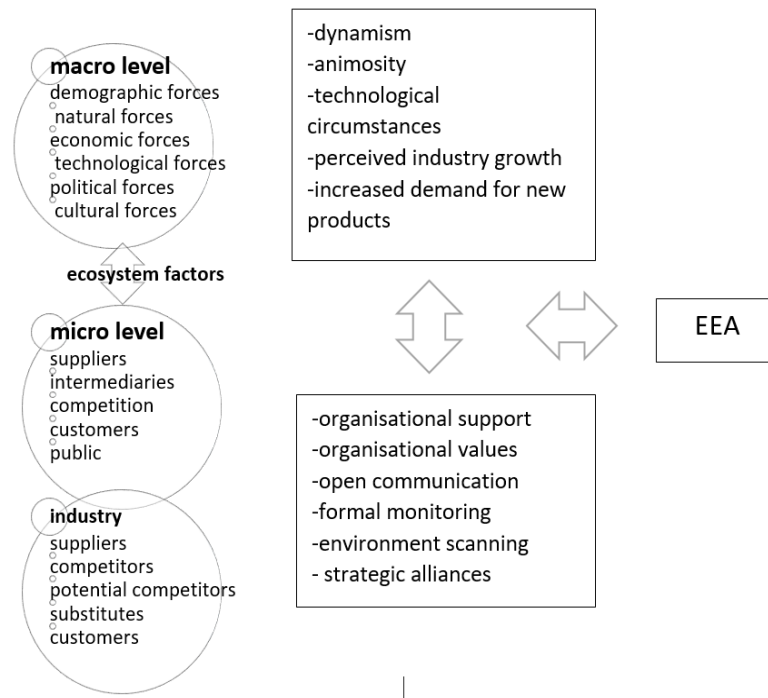 macro level
demographic forces
natural forces
economic forces
technological forces
political forces
cultural forces
ecosystem factors
micro level
suppliers
intermediaries
competition
customers
public
industry
suppliers
competitors
potential competitors
substitutes
customers
-dynamism
-animosity
-technological
circumstances
-perceived industry growth
-increased demand for new
products
-organisational support
-organisational values
-open communication
-formal monitoring
-environment scanning
- strategic alliances
EEA